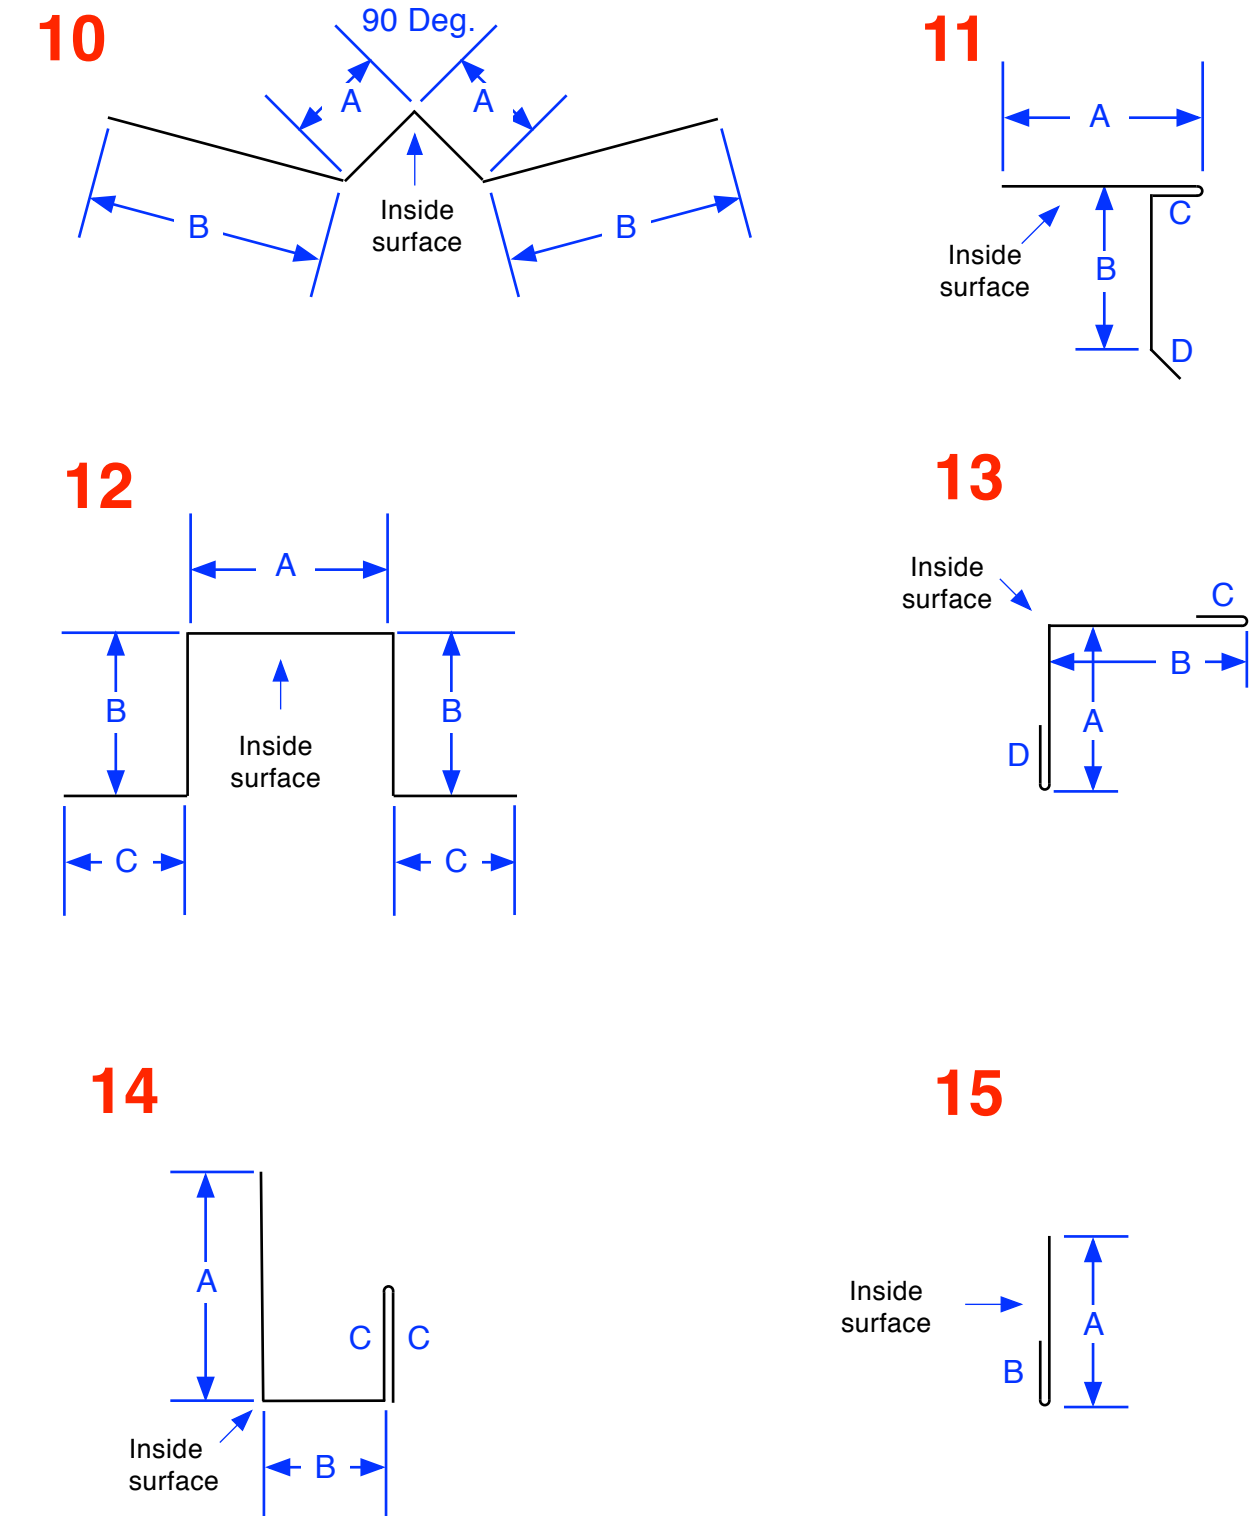 10
90 Deg.
A
A
B
B
Inside
surface
11
A
C
B
Inside
surface
D
12
A
B
B
Inside
surface
C
C
13
Inside
surface
C
B
A
D
14
A
C
C
B
Inside
surface
15
Inside
surface
A
B